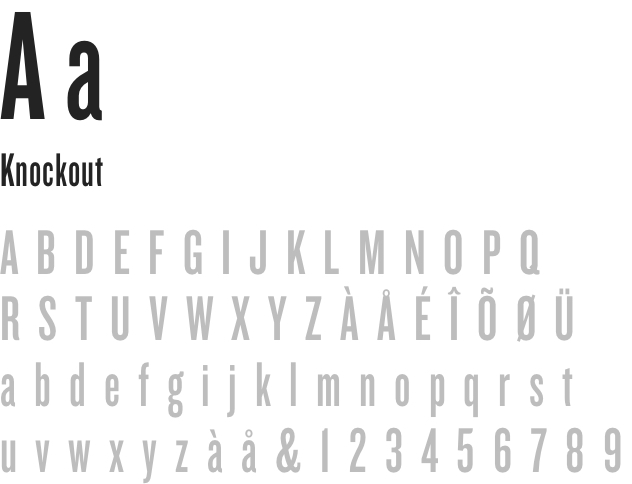 A a
Knockout
A B D E F G I J K L M N O P Q
R S T U V W X Y Z À Å É Î Õ Ø Ü
a b d e f g i j k l m n o p q r s t
u v w x y z à å & 1 2 3 4 5 6 7 8 9